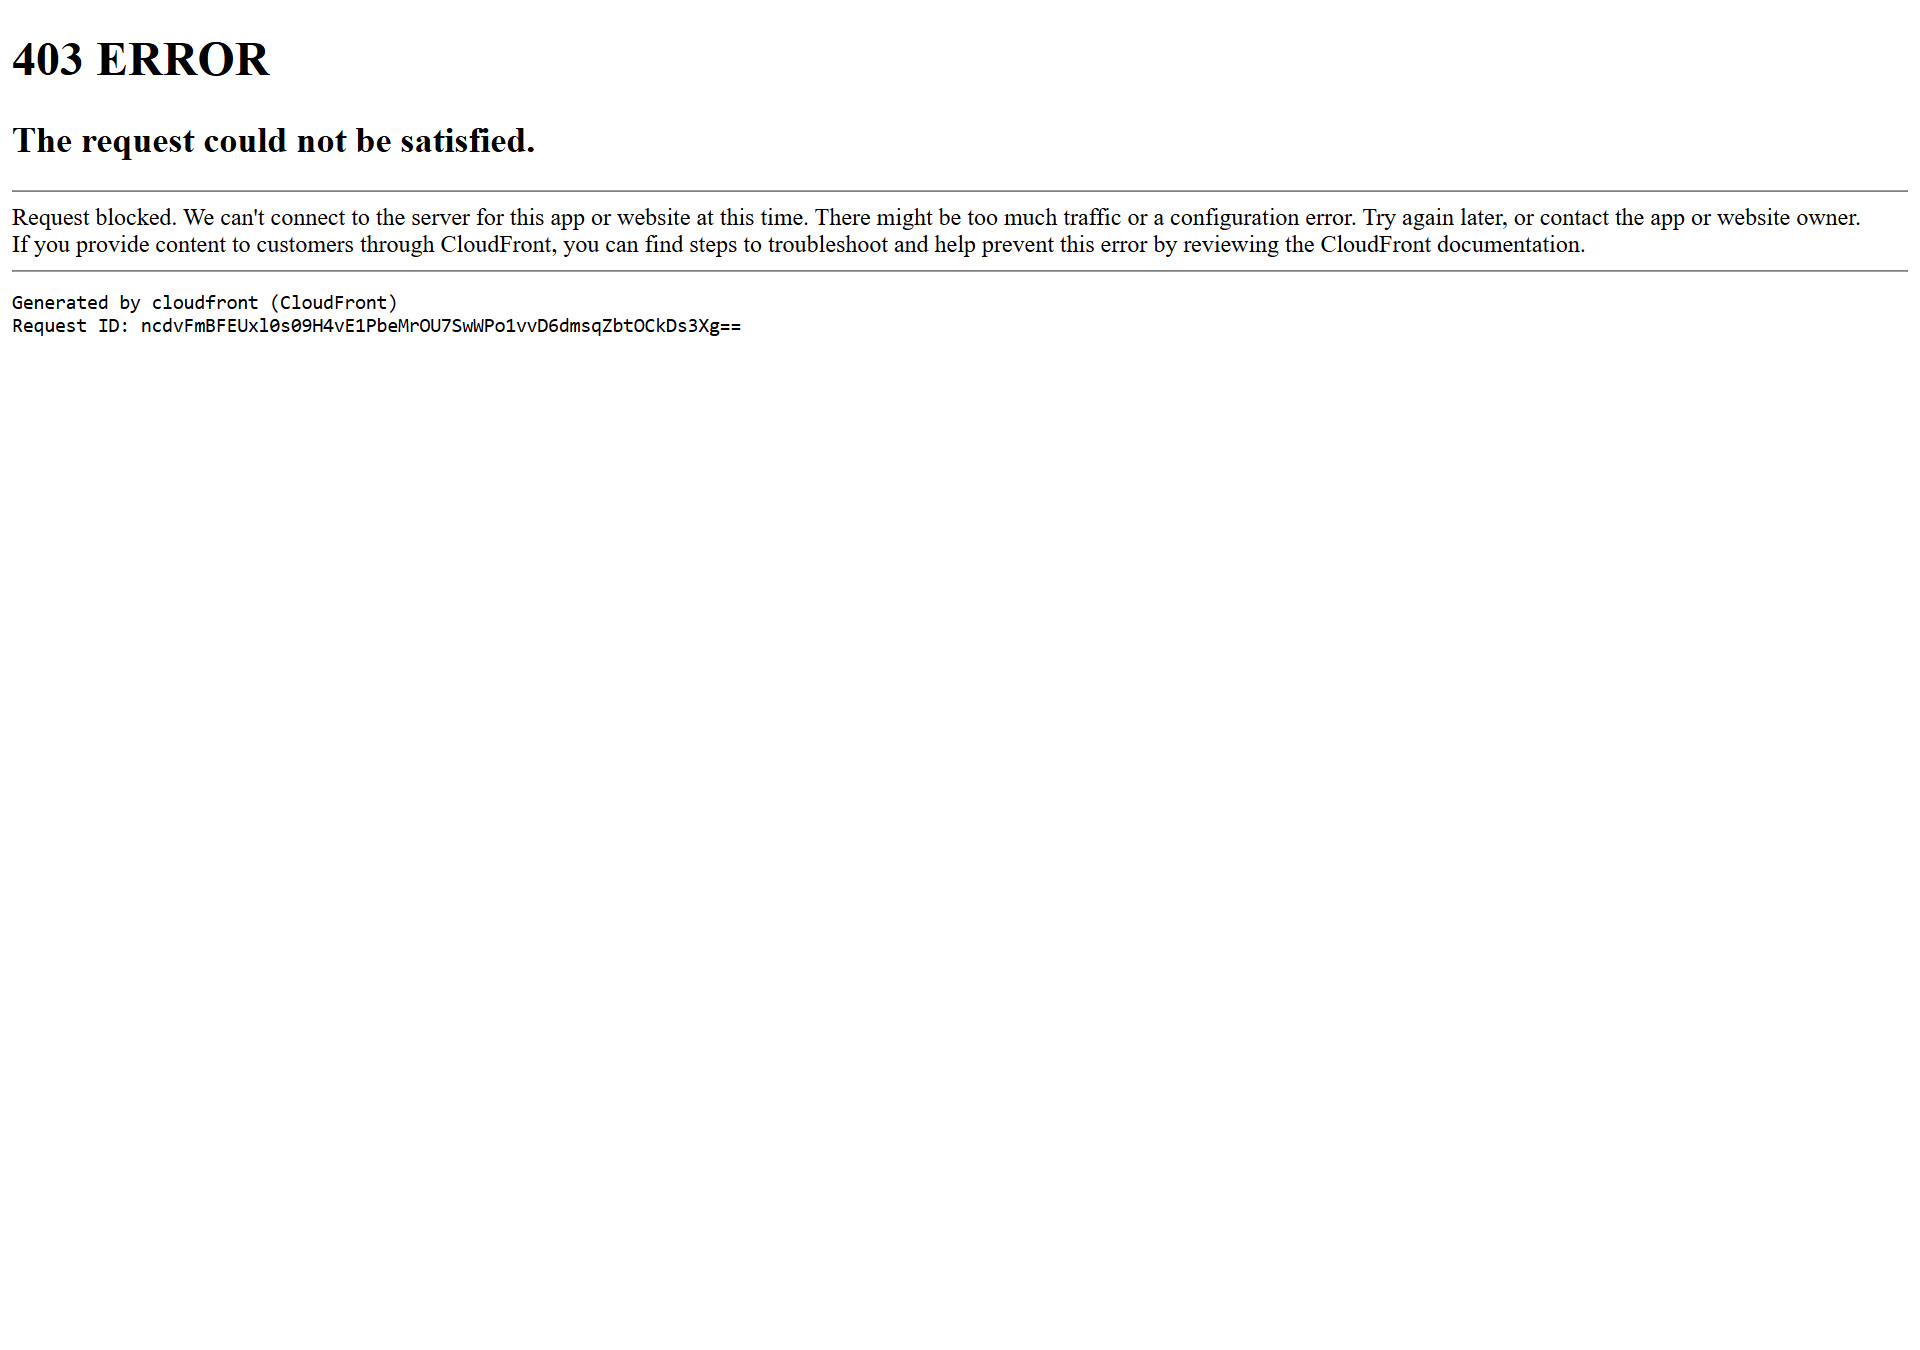 403 ERROR
The request could not be satisfied.
Request blocked. We can't connect to the server for this app or website at this time. There might be too much traffic or a configuration error. Try again later, or contact the app or website owner.
If you provide content to customers through CloudFront, you can find steps to troubleshoot and help prevent this error by reviewing the CloudFront documentation.
Generated by cloudfront (CloudFront)
Request ID: ncdvFmBFEUxl0s09H4vE1PbeMrOU7SwWPo1vvD6dmsqZbtOCkDs3Xg==